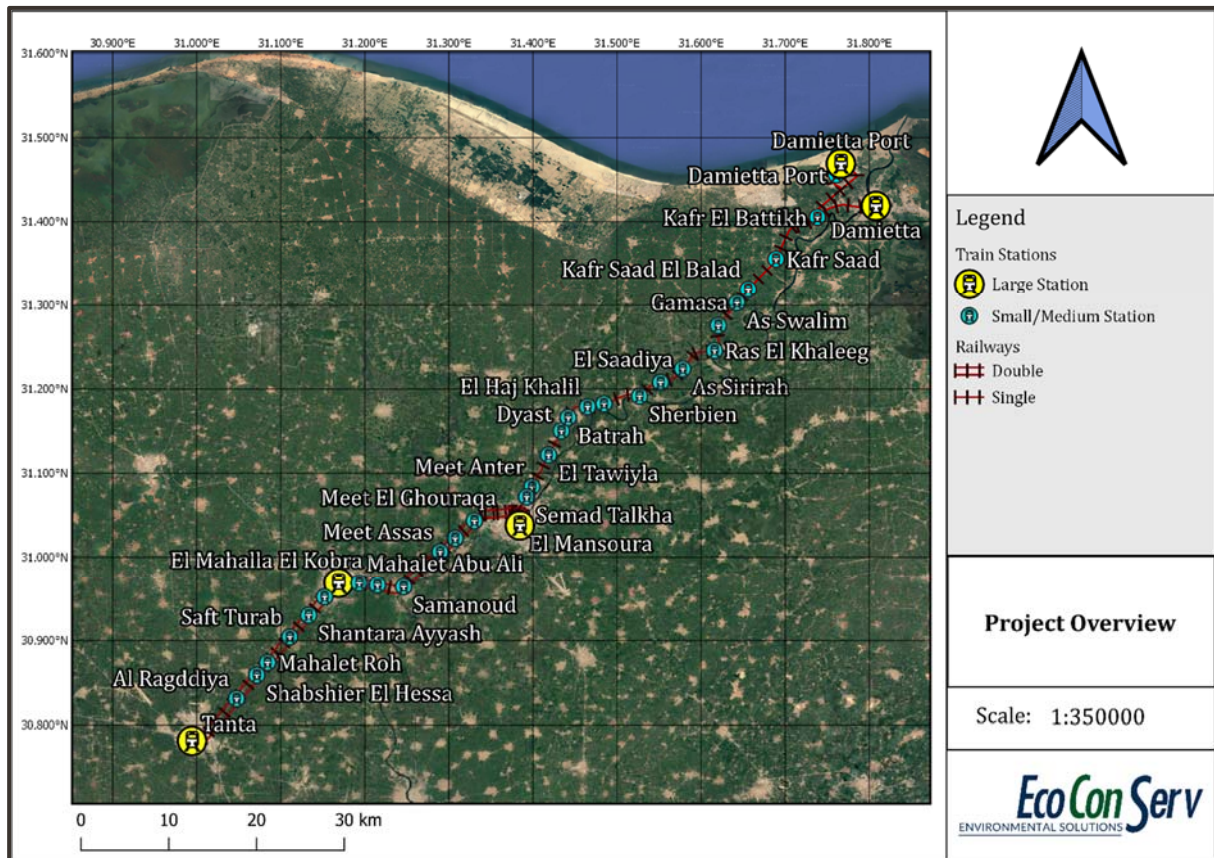 30.900°E 31.000°E 31.100°E 31.200°E 31.300°E 31.400°E 31.500°E 31.600°E 31.700°E 31.800°E
31.600°N
31.500°N
31.400°N
31.300°N
31.200°N
31.100°N
31.000°N
30.900°N
30.800°N
Damietta Port
Damietta Port
Kafr El Battikh
Damietta
Kafr Saad
Kafr Saad El Balad
Gamasa
As Swalim
Ras El Khaleeg
El Saadiya
As Sirirah
El Haj Khalil
Sherbien
Dyast
Batrah
Meet Anter
El Tawiyla
Meet El Ghouraqa
Semad Talkha
Meet Assas
El Mansoura
El Mahalla El Kobra
Mahalet Abu Ali
Samanoud
Saft Turab
Shantara Ayyash
Mahalet Roh
Al Ragddiya
Shabshier El Hessa
Tanta
0 10 20 30 km
Legend
Train Stations
Large Station
Small/Medium Station
Railways
Double
Single
Project Overview
Scale: 1:350000
EcoConServ
ENVIRONMENTAL SOLUTIONS